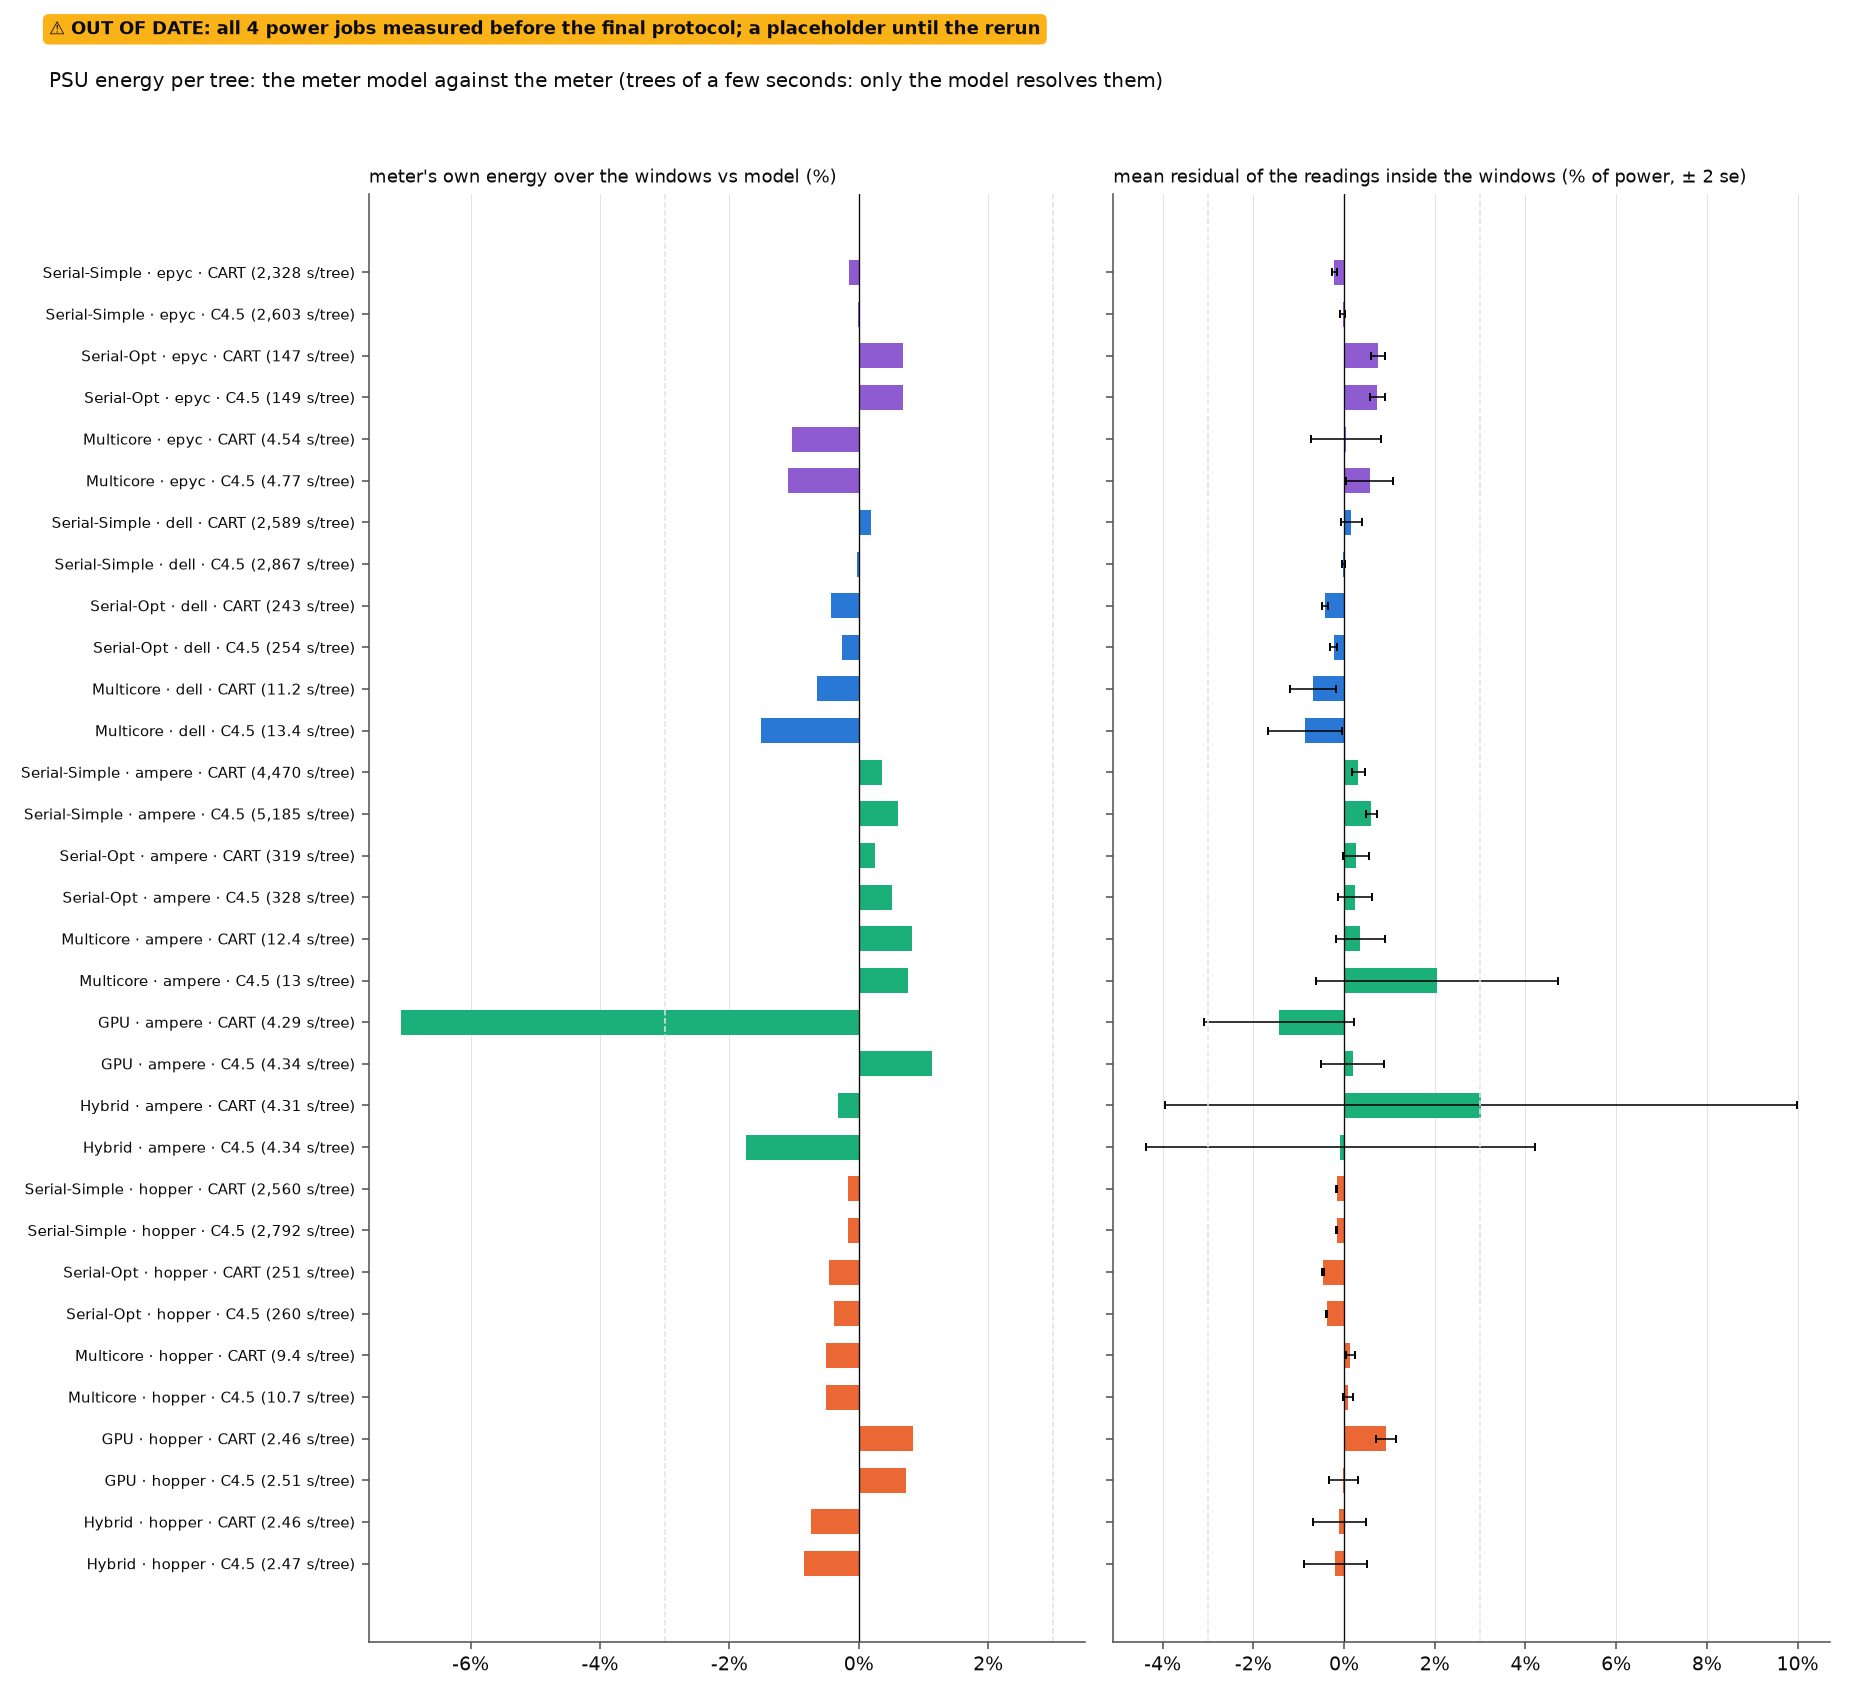 ⚠ OUT OF DATE: all 4 power jobs measured before the final protocol; a placeholder until the rerun
PSU energy per tree: the meter model against the meter (trees of a few seconds: only the model resolves them)
meter's own energy over the windows vs model (%)
mean residual of the readings inside the windows (% of power, ± 2 se)
Serial-Simple · epyc · CART (2,328 s/tree)
Serial-Simple · epyc · C4.5 (2,603 s/tree)
Serial-Opt · epyc · CART (147 s/tree)
Serial-Opt · epyc · C4.5 (149 s/tree)
Multicore · epyc · CART (4.54 s/tree)
Multicore · epyc · C4.5 (4.77 s/tree)
Serial-Simple · dell · CART (2,589 s/tree)
Serial-Simple · dell · C4.5 (2,867 s/tree)
Serial-Opt · dell · CART (243 s/tree)
Serial-Opt · dell · C4.5 (254 s/tree)
Multicore · dell · CART (11.2 s/tree)
Multicore · dell · C4.5 (13.4 s/tree)
Serial-Simple · ampere · CART (4,470 s/tree)
Serial-Simple · ampere · C4.5 (5,185 s/tree)
Serial-Opt · ampere · CART (319 s/tree)
Serial-Opt · ampere · C4.5 (328 s/tree)
Multicore · ampere · CART (12.4 s/tree)
Multicore · ampere · C4.5 (13 s/tree)
GPU · ampere · CART (4.29 s/tree)
GPU · ampere · C4.5 (4.34 s/tree)
Hybrid · ampere · CART (4.31 s/tree)
Hybrid · ampere · C4.5 (4.34 s/tree)
Serial-Simple · hopper · CART (2,560 s/tree)
Serial-Simple · hopper · C4.5 (2,792 s/tree)
Serial-Opt · hopper · CART (251 s/tree)
Serial-Opt · hopper · C4.5 (260 s/tree)
Multicore · hopper · CART (9.4 s/tree)
Multicore · hopper · C4.5 (10.7 s/tree)
GPU · hopper · CART (2.46 s/tree)
GPU · hopper · C4.5 (2.51 s/tree)
Hybrid · hopper · CART (2.46 s/tree)
Hybrid · hopper · C4.5 (2.47 s/tree)
-6% -4% -2% 0% 2%
-4% -2% 0% 2% 4% 6% 8% 10%